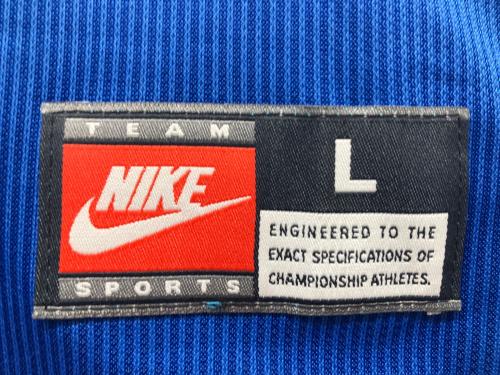 TEAM
NIKE
SPORTS
L
ENGINEERED TO THE
EXACT SPECIFICATIONS OF
CHAMPIONSHIP ATHLETES.